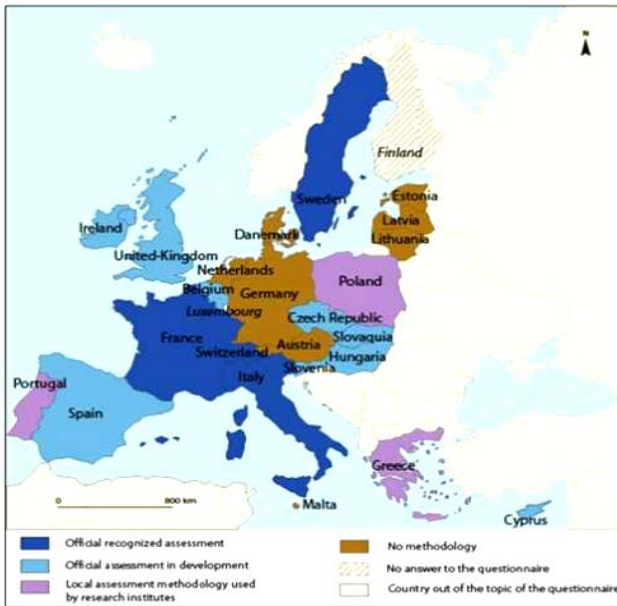 N
Finland
Sweden
Estonia
Latvia
Lithuania
Danemark
Ireland
United-Kingdom
Netherlands
Belgium
Germany
Poland
Luxembourg
Czech Republic
Slovaquia
France
Austria
Hungaria
Switzerland
Slovenia
Italy
Portugal
Spain
Greece
Malta
Cyprus
0 800 km
Official recognized assessment
Official assessment in development
Local assessment methodology used
by research institutes
No methodology
No answer to the questionnaire
Country out of the topic of the questionnaire